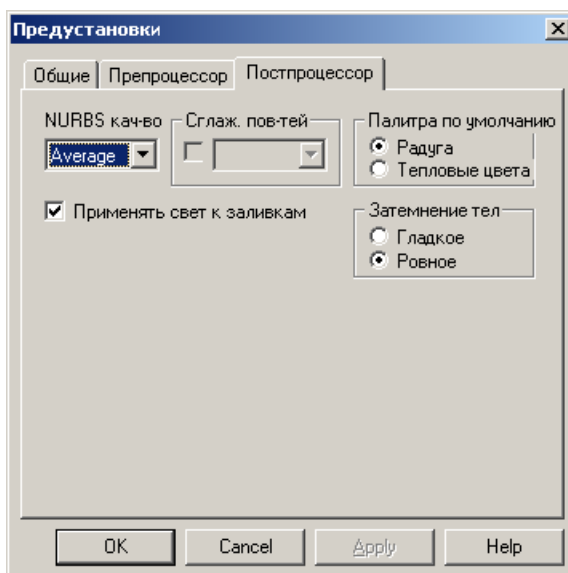 Предустановки
Общие
Препроцессор
Постпроцессор
NURBS кач-во
Сглаж. пов-тей
Палитра по умолчанию
Average
Радуга
Тепловые цвета
Применять свет к заливкам
Затемнение тел
Гладкое
Ровное
OK
Cancel
Apply
Help